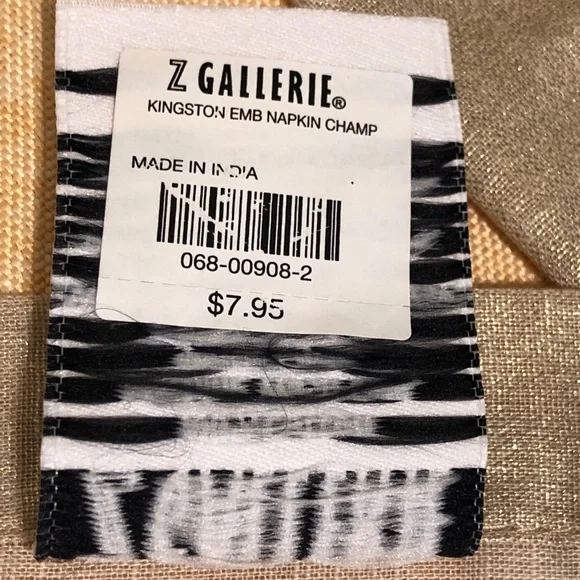 Z GALLERIE®
KINGSTON EMB NAPKIN CHAMP
MADE IN INDIA
068-00908-2
$7.95